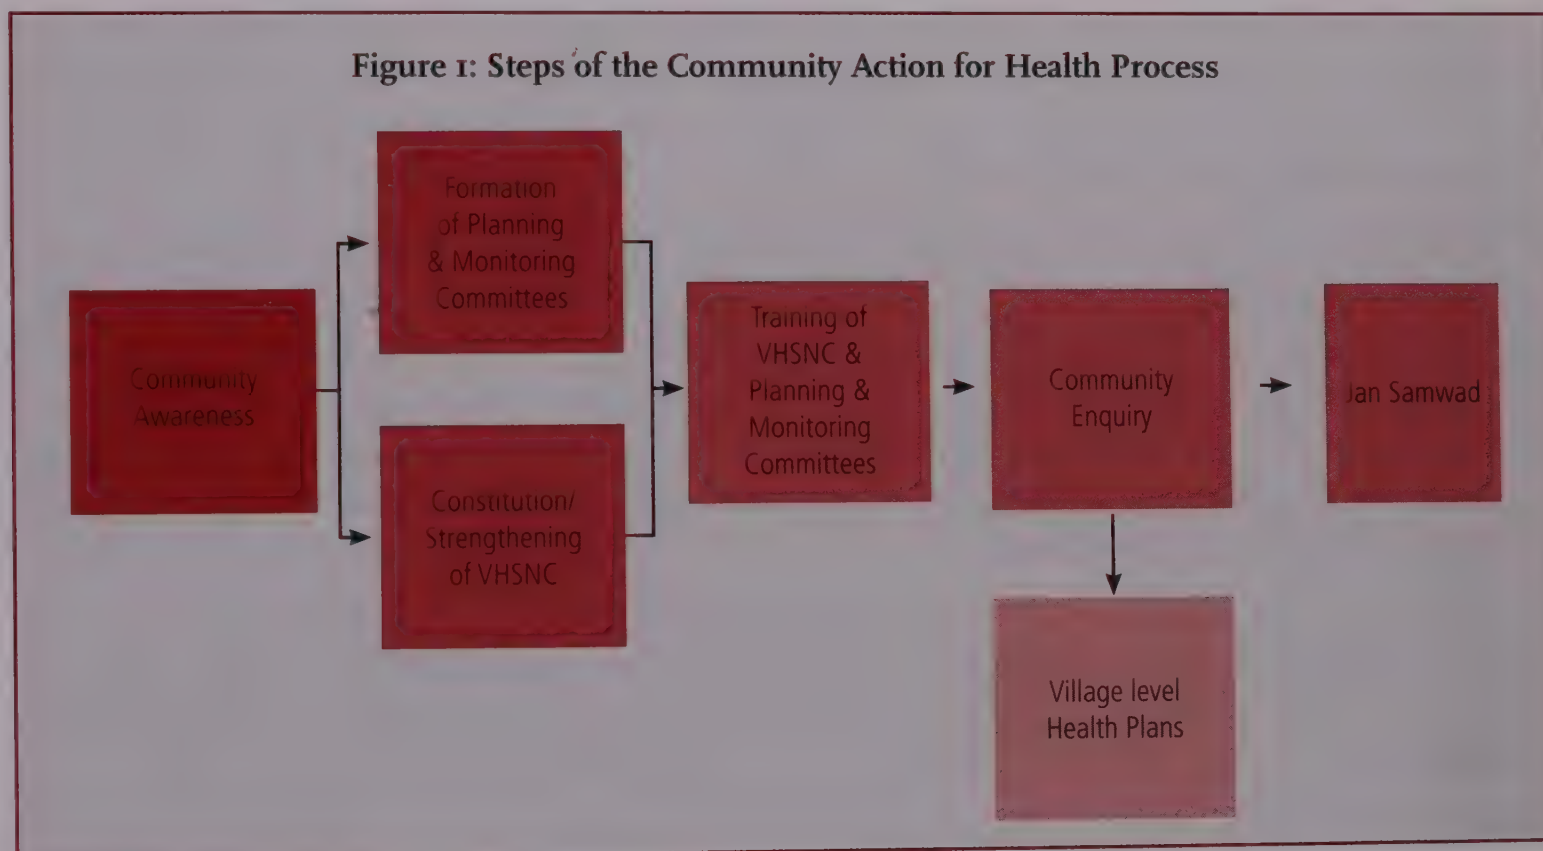 Figure 1: Steps of the Community Action for Health Process
Community
Awareness
Formation
of Planning
& Monitoring
Committees
Constitution/
Strengthening
of VHSNC
Training of
VHSNC &
Planning &
Monitoring
Committees
Community
Enquiry
Jan Samwad
Village level
Health Plans